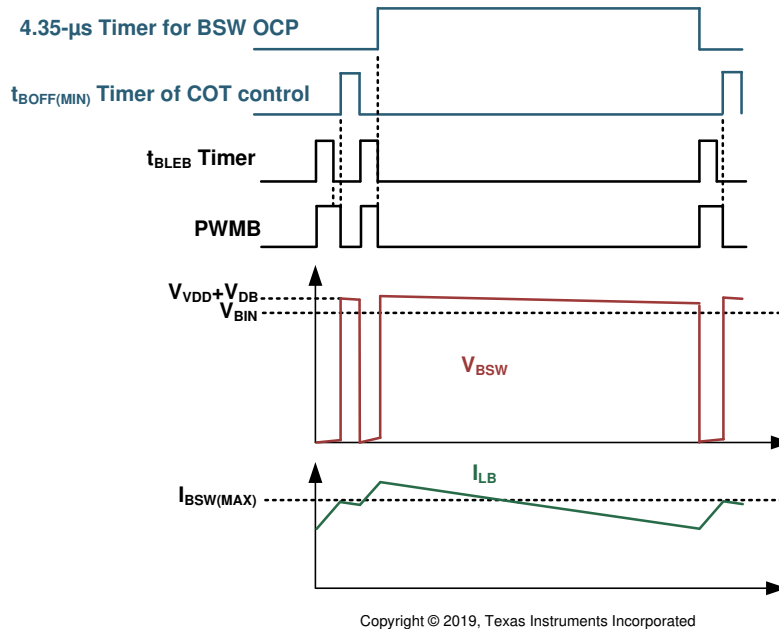 4.35-µs Timer for BSW OCP
tBOFF(MIN) Timer of COT control
tBLEB Timer
PWMB
VVDD+VDB
VBIN
VBSW
ILB
IBSW(MAX)
Copyright © 2019, Texas Instruments Incorporated